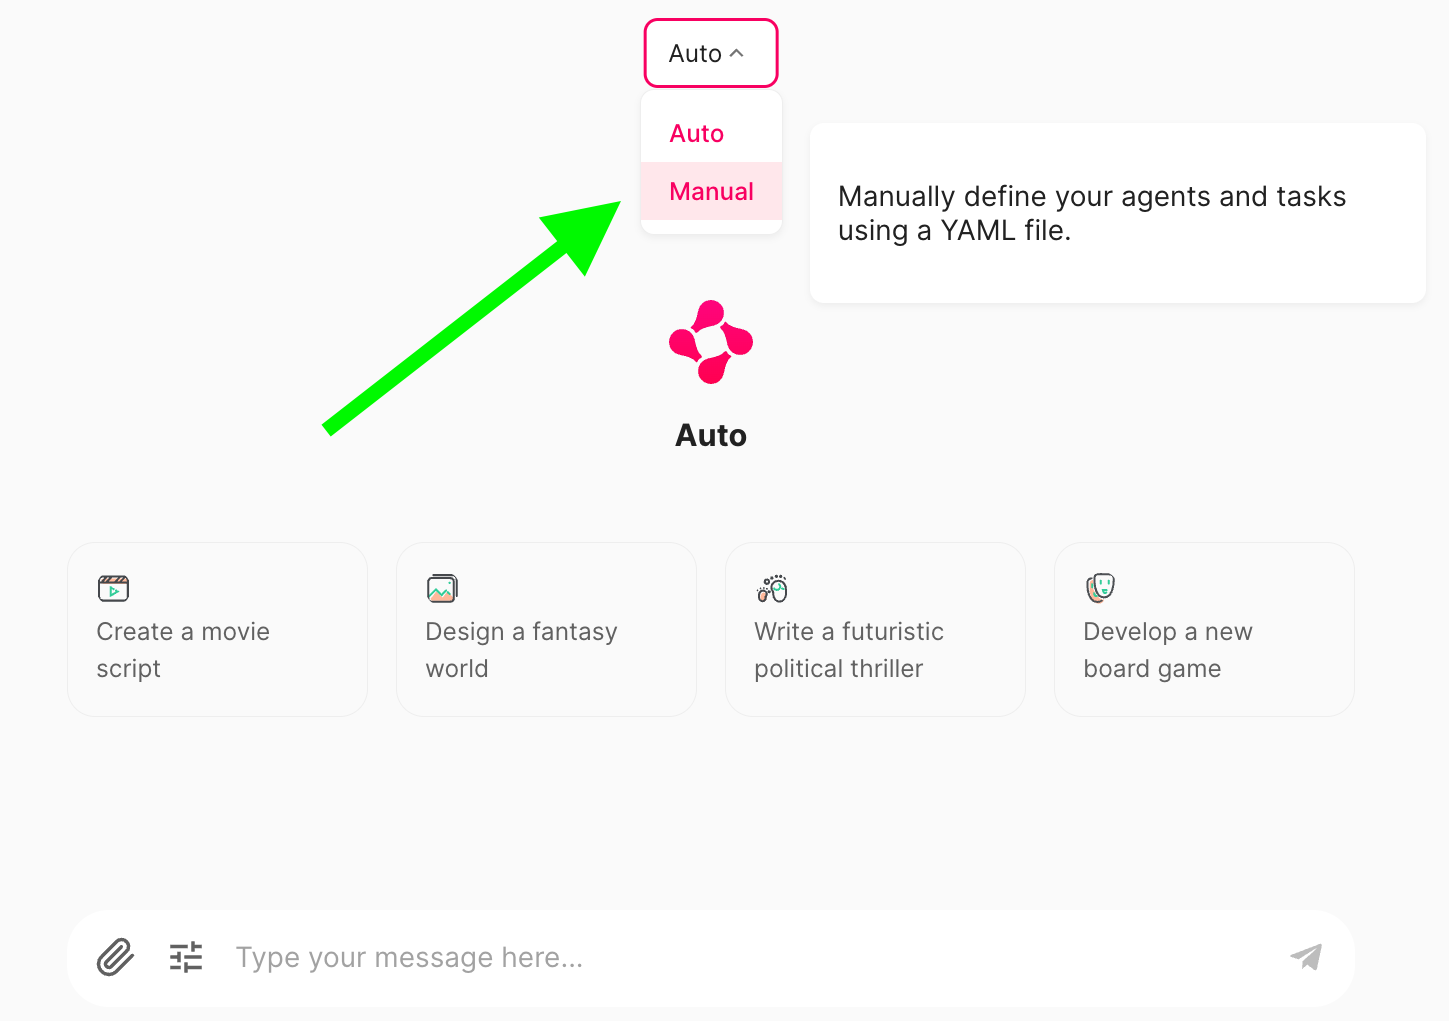 Auto
Auto
Manual
Manually define your agents and tasks
using a YAML file.
Auto
Create a movie
script
Design a fantasy
world
Write a futuristic
political thriller
Develop a new
board game
Type your message here...